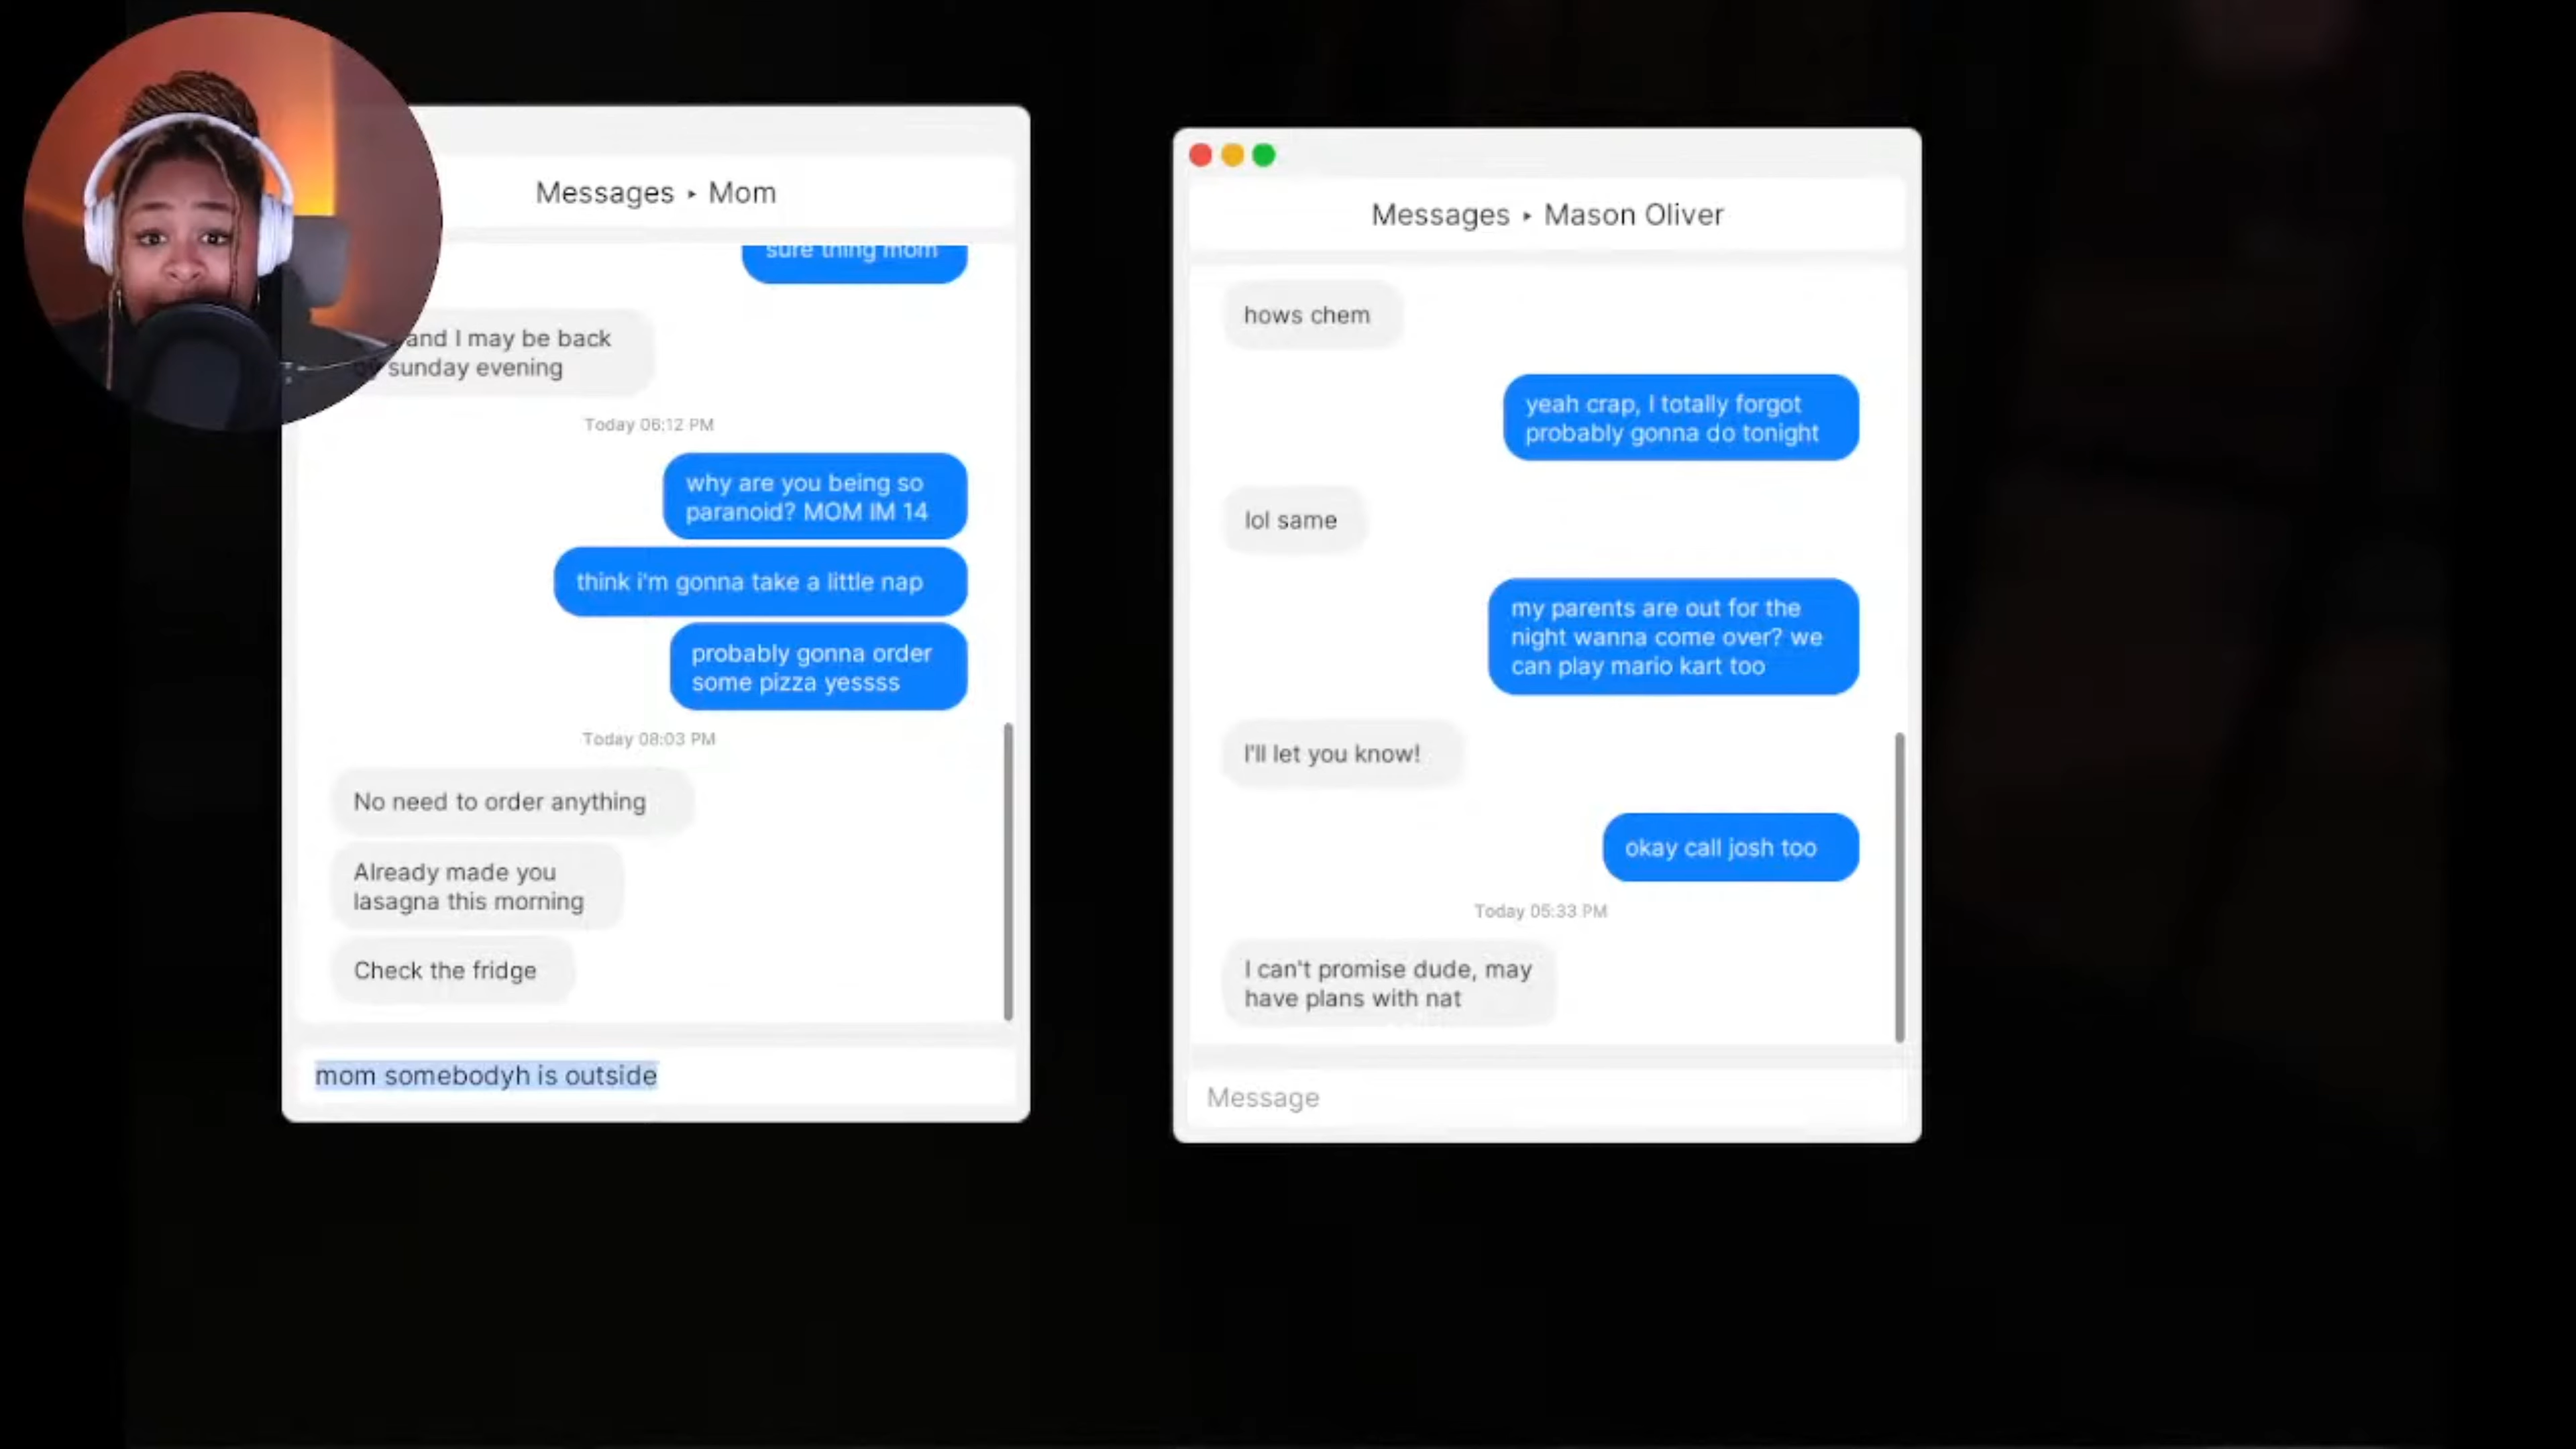 Messages ▸ Mom
sure thing mom
and I may be back
sunday evening
Today 06:12 PM
why are you being so
paranoid? MOM IM 14
think i'm gonna take a little nap
probably gonna order
some pizza yessss
Today 08:03 PM
No need to order anything
Already made you
lasagna this morning
Check the fridge
mom somebodyh is outside
Messages ▸ Mason Oliver
hows chem
yeah crap, I totally forgot
probably gonna do tonight
lol same
my parents are out for the
night wanna come over? we
can play mario kart too
I'll let you know!
okay call josh too
Today 05:33 PM
I can't promise dude, may
have plans with nat
Message